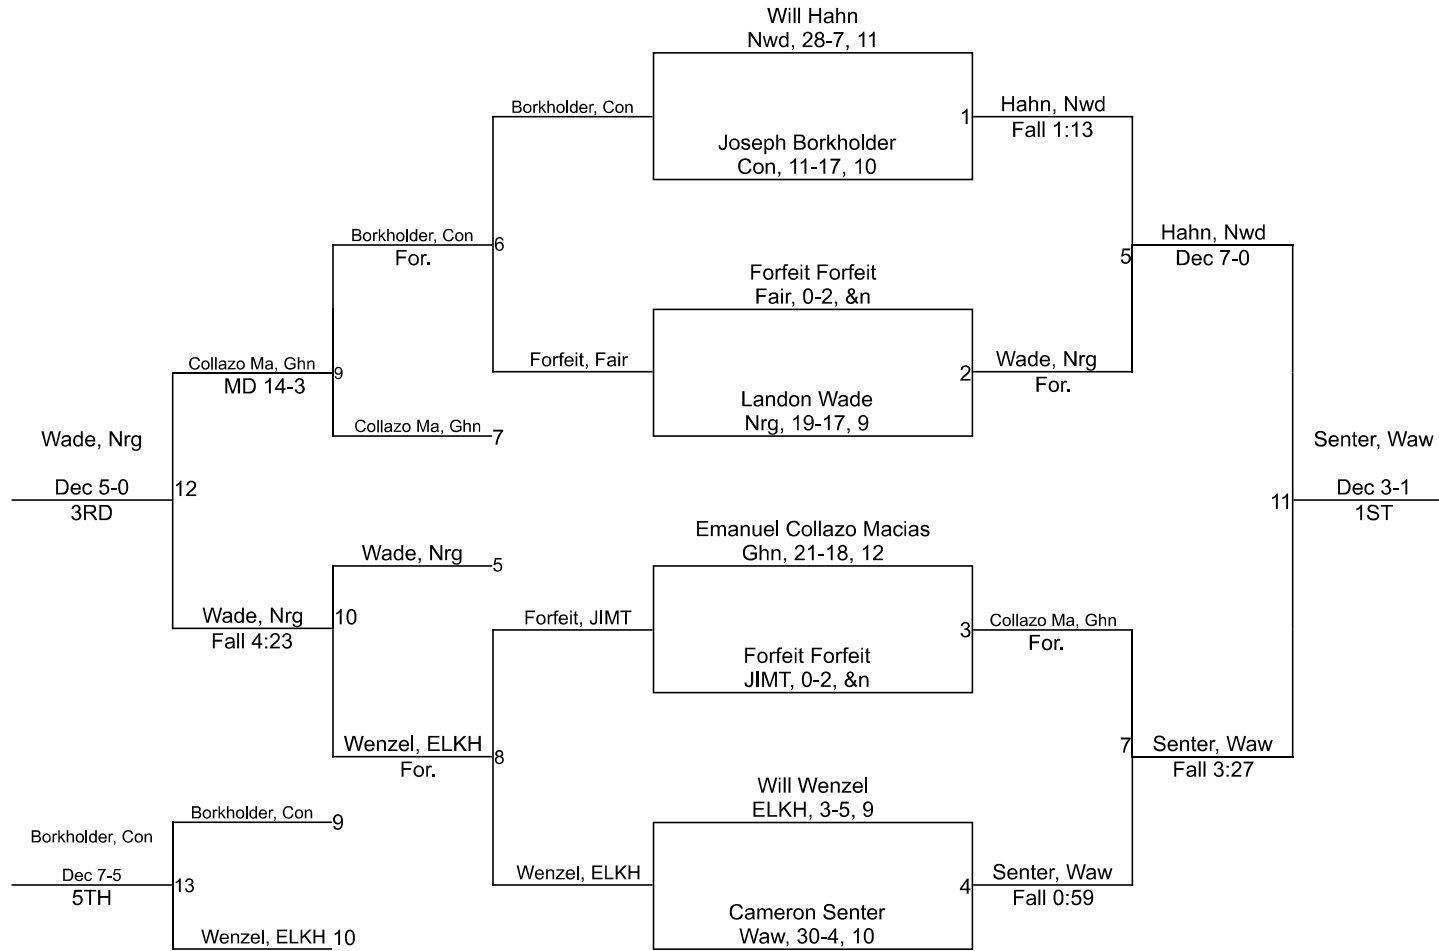 Will Hahn
Nwd, 28-7, 11
Borkholder, Con
1
Hahn, Nwd
Fall 1:13
Joseph Borkholder
Con, 11-17, 10
Borkholder, Con
For.
6
Hahn, Nwd
Dec 7-0
5
Forfeit Forfeit
Fair, 0-2, &n
Collazo Ma, Ghn
MD 14-3
9
Forfeit, Fair
2
Wade, Nrg
For.
Landon Wade
Nrg, 19-17, 9
Collazo Ma, Ghn
7
Wade, Nrg
Dec 5-0
3RD
12
Senter, Waw
Dec 3-1
1ST
11
Emanuel Collazo Macias
Ghn, 21-18, 12
Wade, Nrg
5
Wade, Nrg
Fall 4:23
10
Forfeit, JIMT
3
Collazo Ma, Ghn
For.
Forfeit Forfeit
JIMT, 0-2, &n
Wenzel, ELKH
For.
8
7
Senter, Waw
Fall 3:27
Will Wenzel
ELKH, 3-5, 9
Borkholder, Con
9
Borkholder, Con
Dec 7-5
5TH
13
Wenzel, ELKH
4
Senter, Waw
Fall 0:59
Cameron Senter
Waw, 30-4, 10
Wenzel, ELKH
10